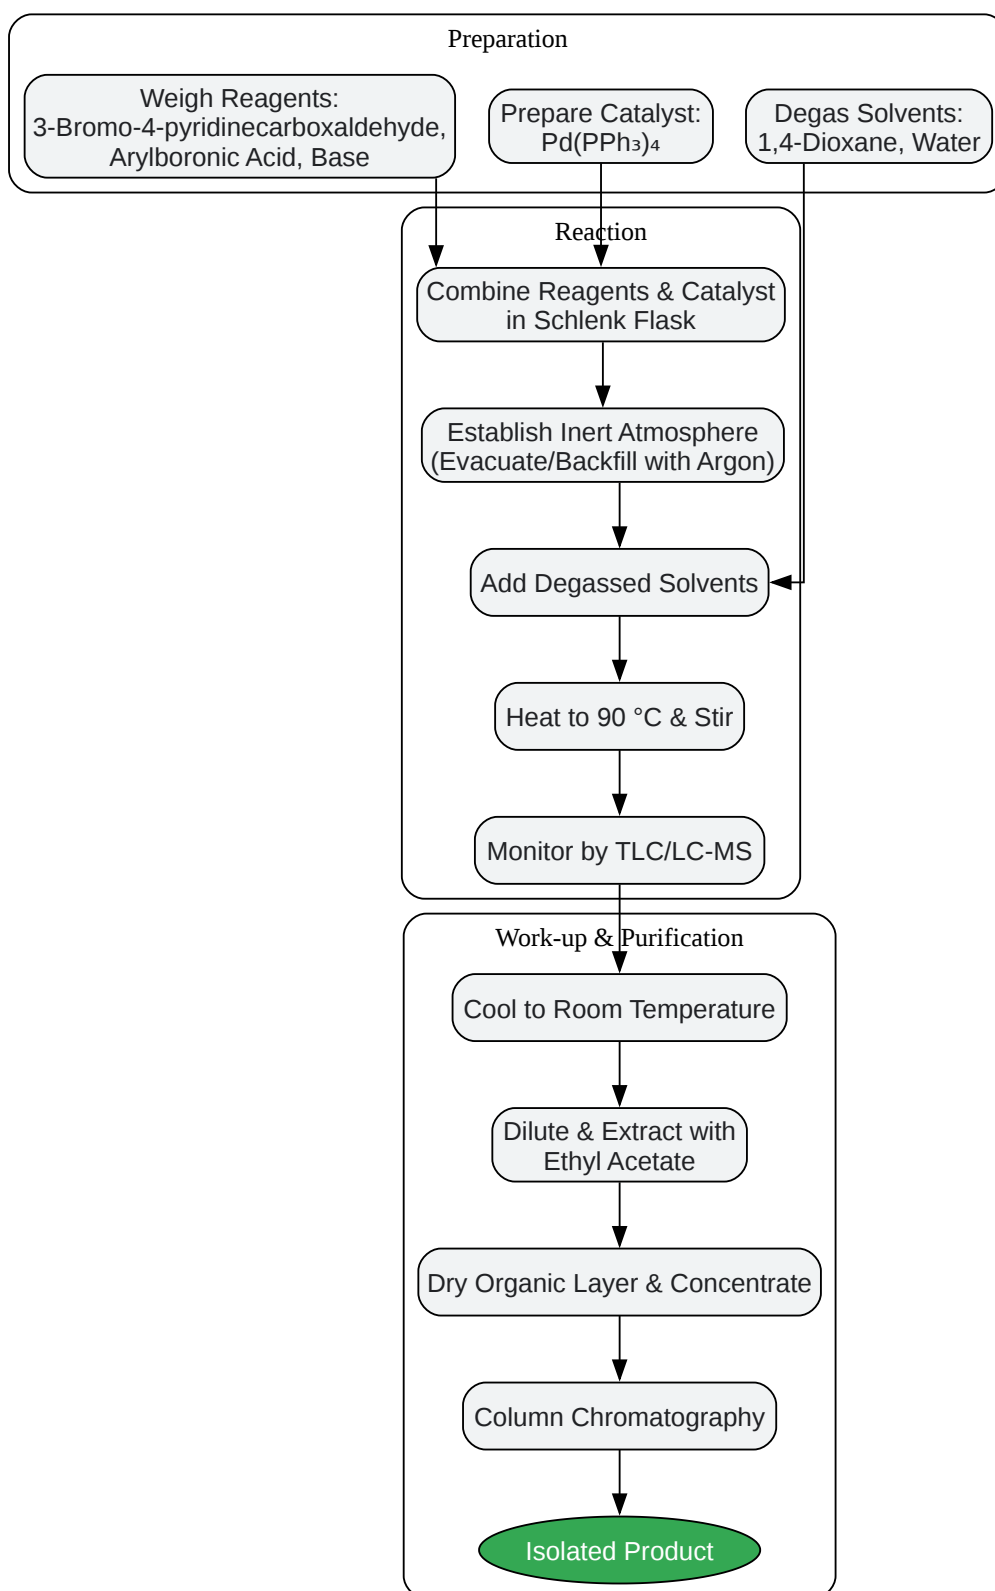 Preparation
Weigh Reagents:
3-Bromo-4-pyridinecarboxaldehyde,
Arylboronic Acid, Base
Prepare Catalyst:
Pd(PPh₃)₄
Degas Solvents:
1,4-Dioxane, Water
Reaction
Combine Reagents & Catalyst
in Schlenk Flask
Establish Inert Atmosphere
(Evacuate/Backfill with Argon)
Add Degassed Solvents
Heat to 90 °C & Stir
Monitor by TLC/LC-MS
Work-up & Purification
Cool to Room Temperature
Dilute & Extract with
Ethyl Acetate
Dry Organic Layer & Concentrate
Column Chromatography
Isolated Product